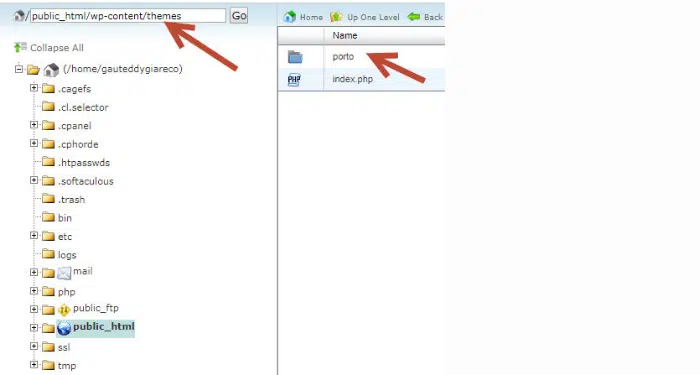 / public_html/wp-content/themes Go
Collapse All
(/home/gauteddygiareco)
.cagefs
.cl.selector
.cpanel
.cphorde
.htpasswds
.softaculous
.trash
bin
etc
logs
mail
php
public_ftp
public_html
ssl
tmp
Home Up One Level Back
Name
porto
PHP index.php